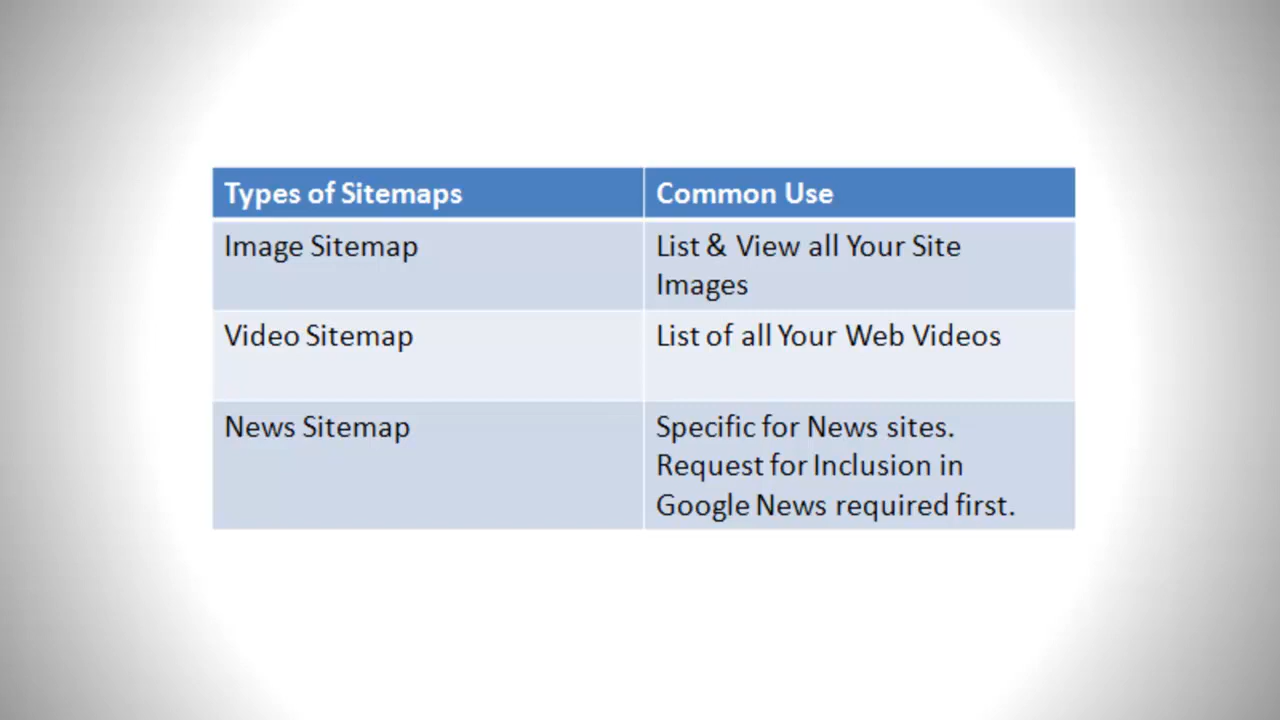 Types of Sitemaps
Common Use
Image Sitemap
List & View all Your Site
Images
Video Sitemap
List of all Your Web Videos
News Sitemap
Specific for News sites.
Request for Inclusion in
Google News required first.